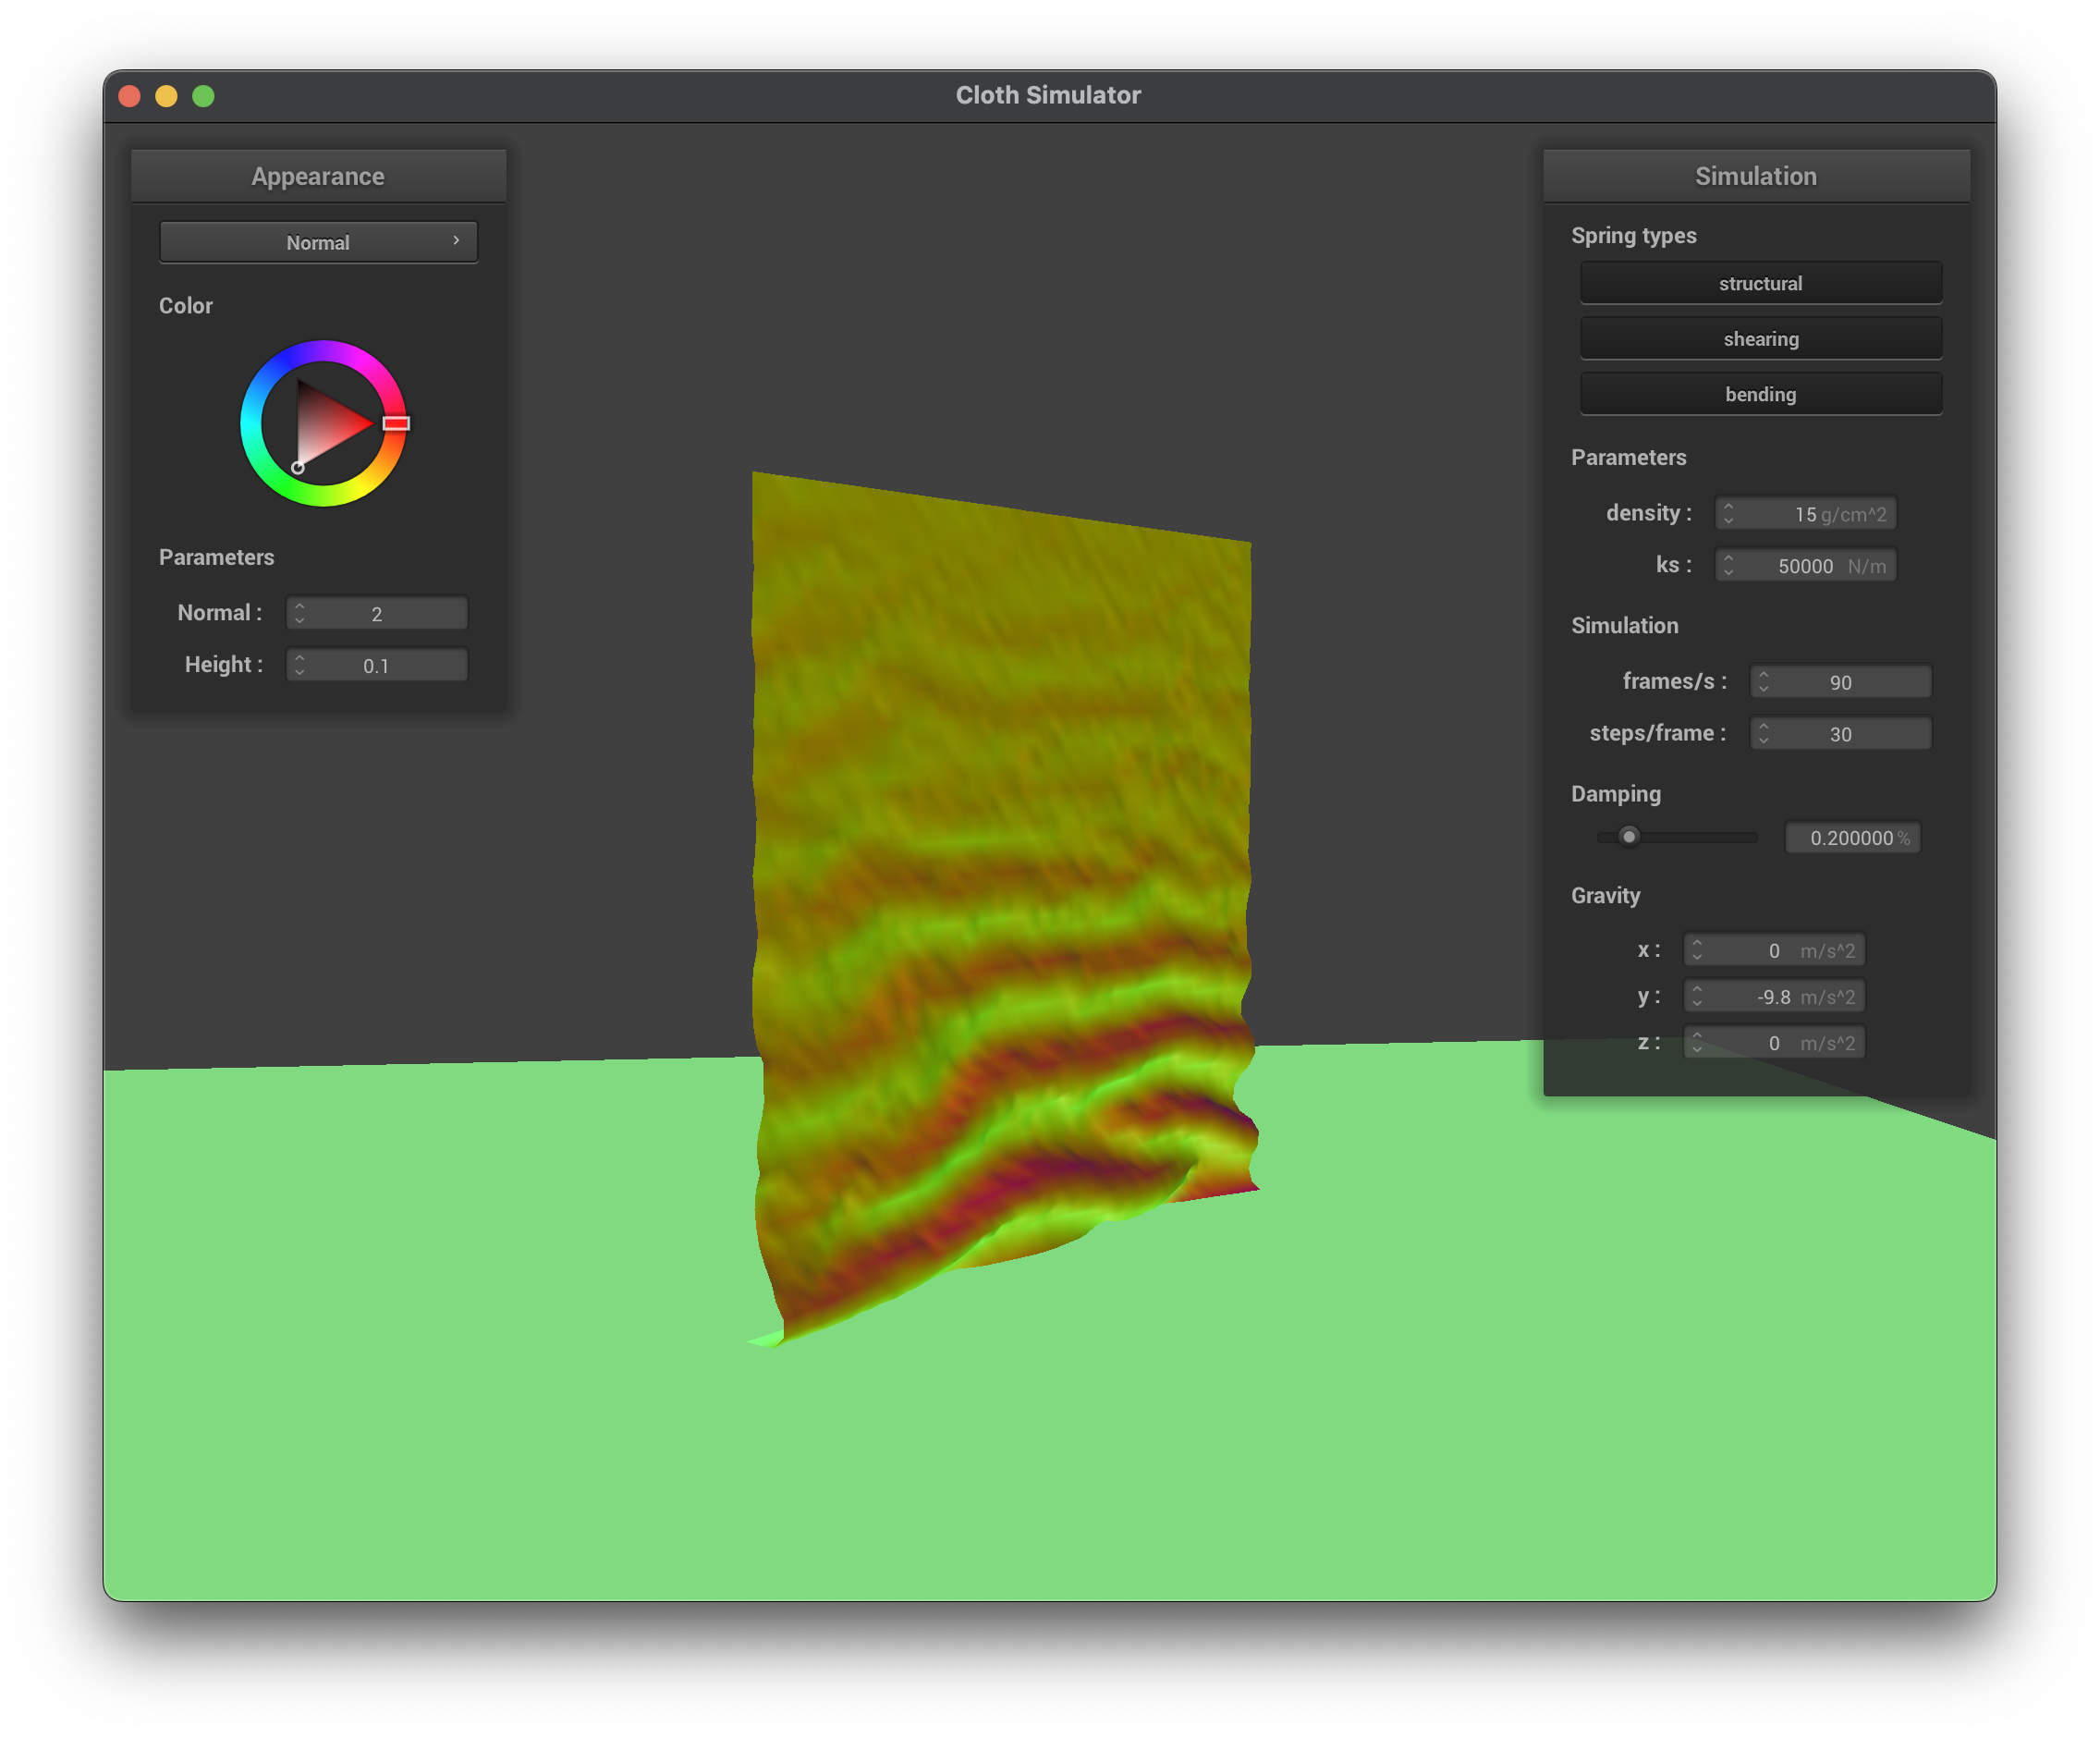 Cloth Simulator
Appearance
Normal
Color
Parameters
Normal : 2
Height : 0.1
Simulation
Spring types
structural
shearing
bending
Parameters
density : 15 g/cm^2
ks : 50000 N/m
Simulation
frames/s : 90
steps/frame : 30
Damping
0.200000 %
Gravity
x : 0 m/s^2
y : -9.8 m/s^2
z : 0 m/s^2